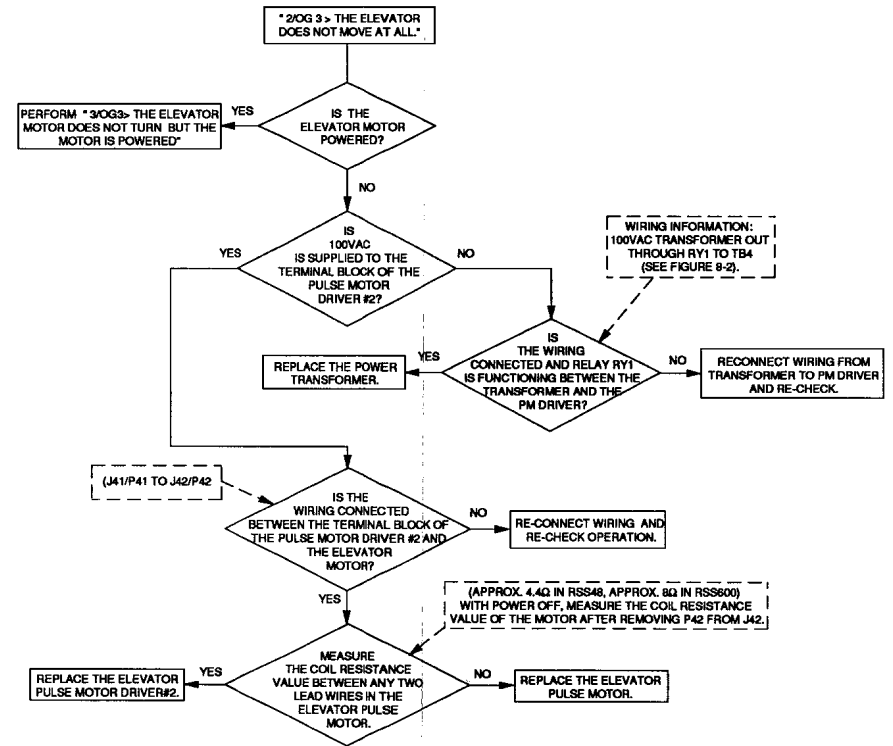 " 2/OG 3 > THE ELEVATOR
DOES NOT MOVE AT ALL."
IS THE
ELEVATOR MOTOR
POWERED?
YES
PERFORM " 3/OG3> THE ELEVATOR
MOTOR DOES NOT TURN BUT THE
MOTOR IS POWERED"
NO
IS
100VAC
IS SUPPLIED TO THE
TERMINAL BLOCK OF THE
PULSE MOTOR
DRIVER #2?
YES
NO
WIRING INFORMATION:
100VAC TRANSFORMER OUT
THROUGH RY1 TO TB4
(SEE FIGURE 9-2).
IS
THE WIRING
CONNECTED AND RELAY RY1
IS FUNCTIONING BETWEEN THE
TRANSFORMER AND THE
PM DRIVER?
YES
REPLACE THE POWER
TRANSFORMER.
NO
RECONNECT WIRING FROM
TRANSFORMER TO PM DRIVER
AND RE-CHECK.
(J41/P41 TO J42/P42
IS THE
WIRING CONNECTED
BETWEEN THE TERMINAL BLOCK OF
THE PULSE MOTOR DRIVER #2 AND
THE ELEVATOR
MOTOR?
NO
RE-CONNECT WIRING AND
RE-CHECK OPERATION.
YES
(APPROX. 4.4Ω IN RSS48, APPROX. 8Ω IN RSS600)
WITH POWER OFF, MEASURE THE COIL RESISTANCE
VALUE OF THE MOTOR AFTER REMOVING P42 FROM J42.
MEASURE
THE COIL RESISTANCE
VALUE BETWEEN ANY TWO
LEAD WIRES IN THE
ELEVATOR PULSE
MOTOR.
YES
REPLACE THE ELEVATOR
PULSE MOTOR DRIVER#2.
NO
REPLACE THE ELEVATOR
PULSE MOTOR.